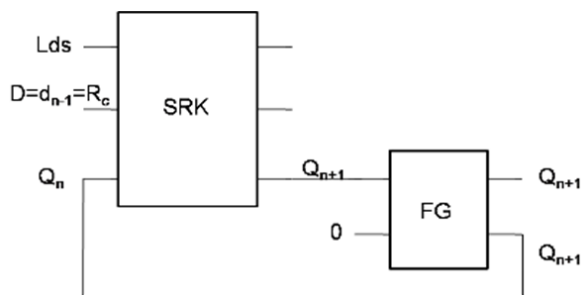 Lds
D=dn-1=Rc
SRK
Qn
Qn+1
Qn+1
FG
0
Qn+1